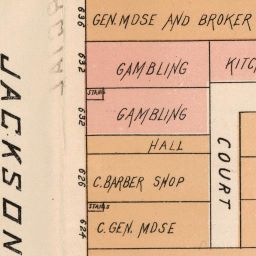 636
GEN. MDSE AND BROKER
632
GAMBLING
KITC
STAIRS
632
GAMBLING
HALL
626
C. BARBER SHOP
COURT
STAIRS
624
C. GEN. MDSE
JACKSON